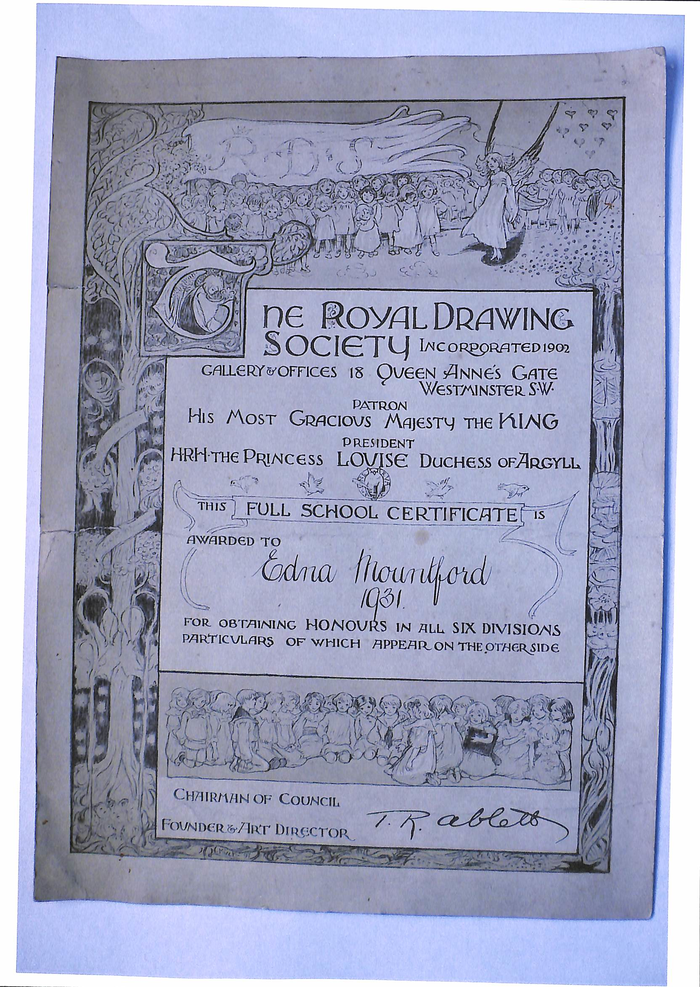 R·D·S
THE ROYAL DRAWING
SOCIETY INCORPORATED 1902
GALLERY & OFFICES 18 QUEEN ANNE'S GATE
WESTMINSTER S·W·
PATRON
HIS MOST GRACIOUS MAJESTY THE KING
PRESIDENT
HRH·THE PRINCESS LOUISE DUCHESS OF ARGYLL
THIS FULL SCHOOL CERTIFICATE IS
AWARDED TO
Edna Mountford
1931.
FOR OBTAINING HONOURS IN ALL SIX DIVISIONS
PARTICULARS OF WHICH APPEAR ON THE OTHER SIDE
CHAIRMAN OF COUNCIL
FOUNDER & ART DIRECTOR T. R. Ablett